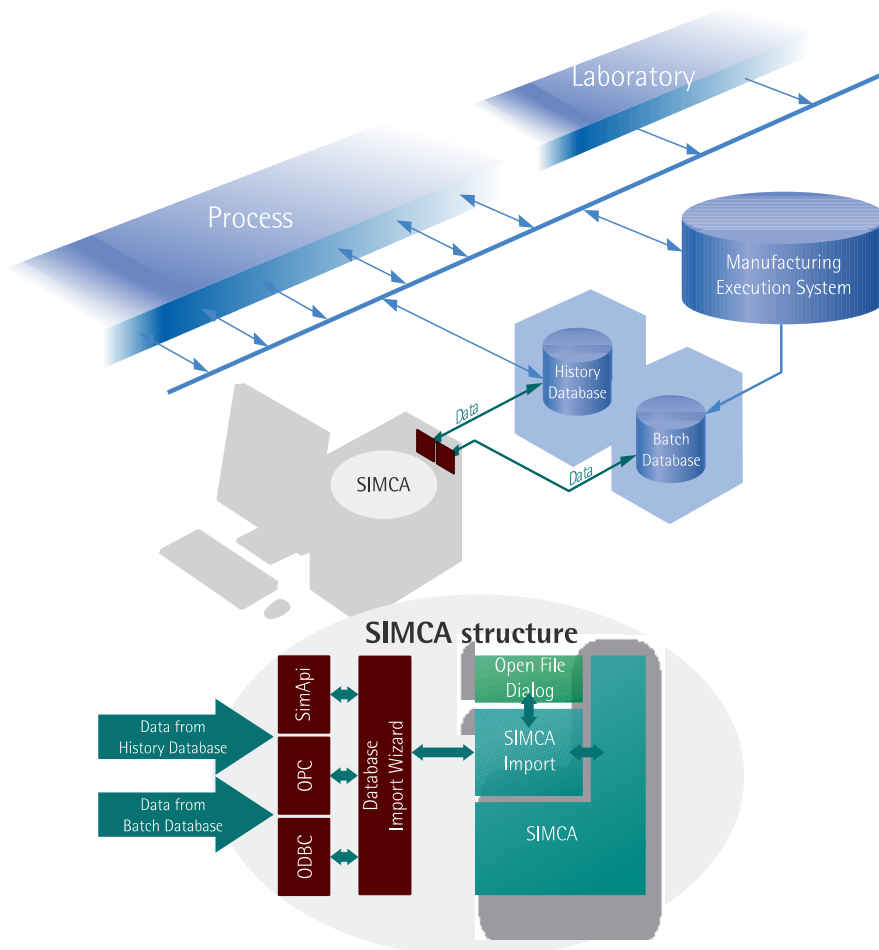 Laboratory
Process
Manufacturing
Execution System
History
Database
Data
Batch
Database
Data
SIMCA
SIMCA structure
Open File
Dialog
SimApi
Data from
History Database
SIMCA
Import
OPC
Database
Import Wizard
Data from
Batch Database
SIMCA
ODBC